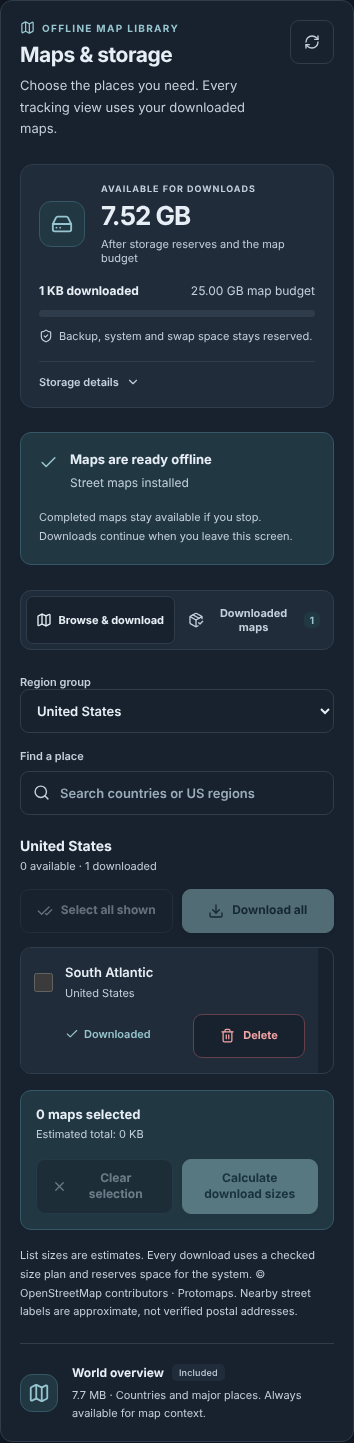 OFFLINE MAP LIBRARY
Maps & storage
Choose the places you need. Every
tracking view uses your downloaded
maps.
AVAILABLE FOR DOWNLOADS
7.52 GB
After storage reserves and the map
budget
1 KB downloaded
25.00 GB map budget
Backup, system and swap space stays reserved.
Storage details
Maps are ready offline
Street maps installed
Completed maps stay available if you stop.
Downloads continue when you leave this screen.
Browse & download
Downloaded
maps
1
Region group
United States
Find a place
Search countries or US regions
United States
0 available · 1 downloaded
Select all shown
Download all
South Atlantic
United States
Downloaded
Delete
0 maps selected
Estimated total: 0 KB
Clear
selection
Calculate
download sizes
List sizes are estimates. Every download uses a checked
size plan and reserves space for the system. ©
OpenStreetMap contributors · Protomaps. Nearby street
labels are approximate, not verified postal addresses.
World overview
Included
7.7 MB · Countries and major places. Always
available for map context.